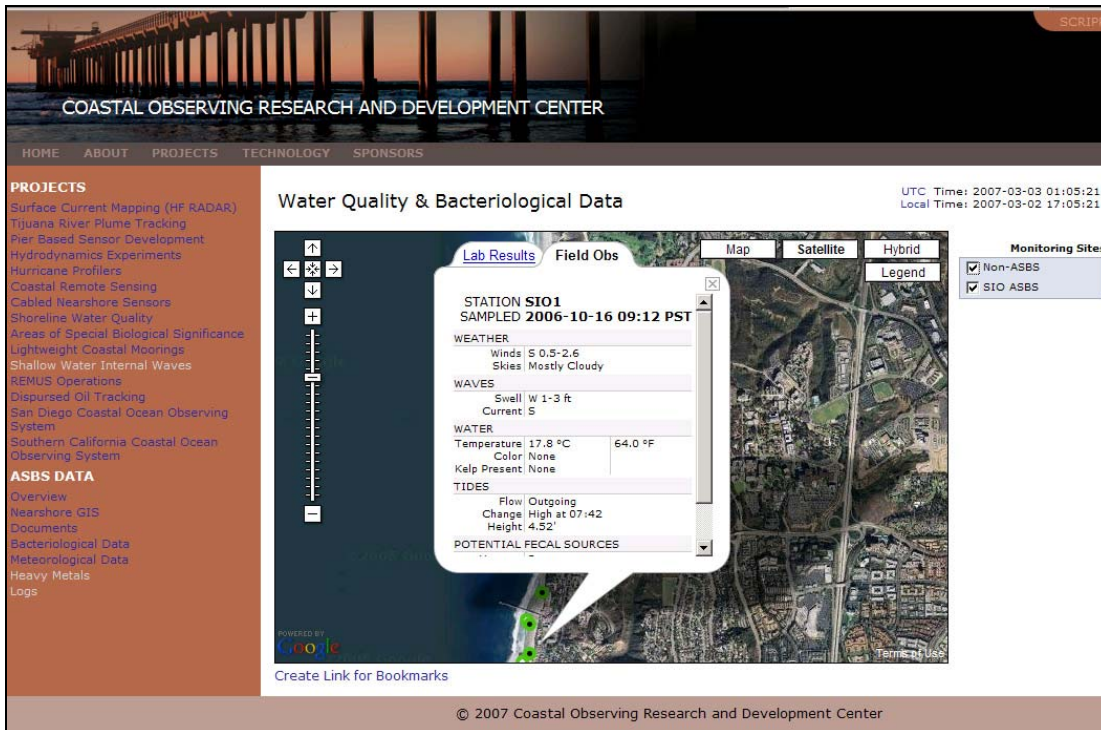 SCRIP
COASTAL OBSERVING RESEARCH AND DEVELOPMENT CENTER
HOME ABOUT PROJECTS TECHNOLOGY SPONSORS
PROJECTS
Surface Current Mapping (HF RADAR)
Tijuana River Plume Tracking
Pier Based Sensor Development
Hydrodynamics Experiments
Hurricane Profilers
Coastal Remote Sensing
Cabled Nearshore Sensors
Shoreline Water Quality
Areas of Special Biological Significance
Lightweight Coastal Moorings
Shallow Water Internal Waves
REMUS Operations
Dispursed Oil Tracking
San Diego Coastal Ocean Observing
System
Southern California Coastal Ocean
Observing System
ASBS DATA
Overview
Nearshore GIS
Documents
Bacteriological Data
Meteorological Data
Heavy Metals
Logs
Water Quality & Bacteriological Data
UTC Time: 2007-03-03 01:05:21
Local Time: 2007-03-02 17:05:21
Lab Results Field Obs
Map Satellite Hybrid
Legend
STATION SIO1
SAMPLED 2006-10-16 09:12 PST
WEATHER
Winds S 0.5-2.6
Skies Mostly Cloudy
WAVES
Swell W 1-3 ft
Current S
WATER
Temperature 17.8 °C 64.0 °F
Color None
Kelp Present None
TIDES
Flow Outgoing
Change High at 07:42
Height 4.52'
POTENTIAL FECAL SOURCES
POWERED BY
Google
Terms of Use
Monitoring Sites
Non-ASBS
SIO ASBS
Create Link for Bookmarks
© 2007 Coastal Observing Research and Development Center